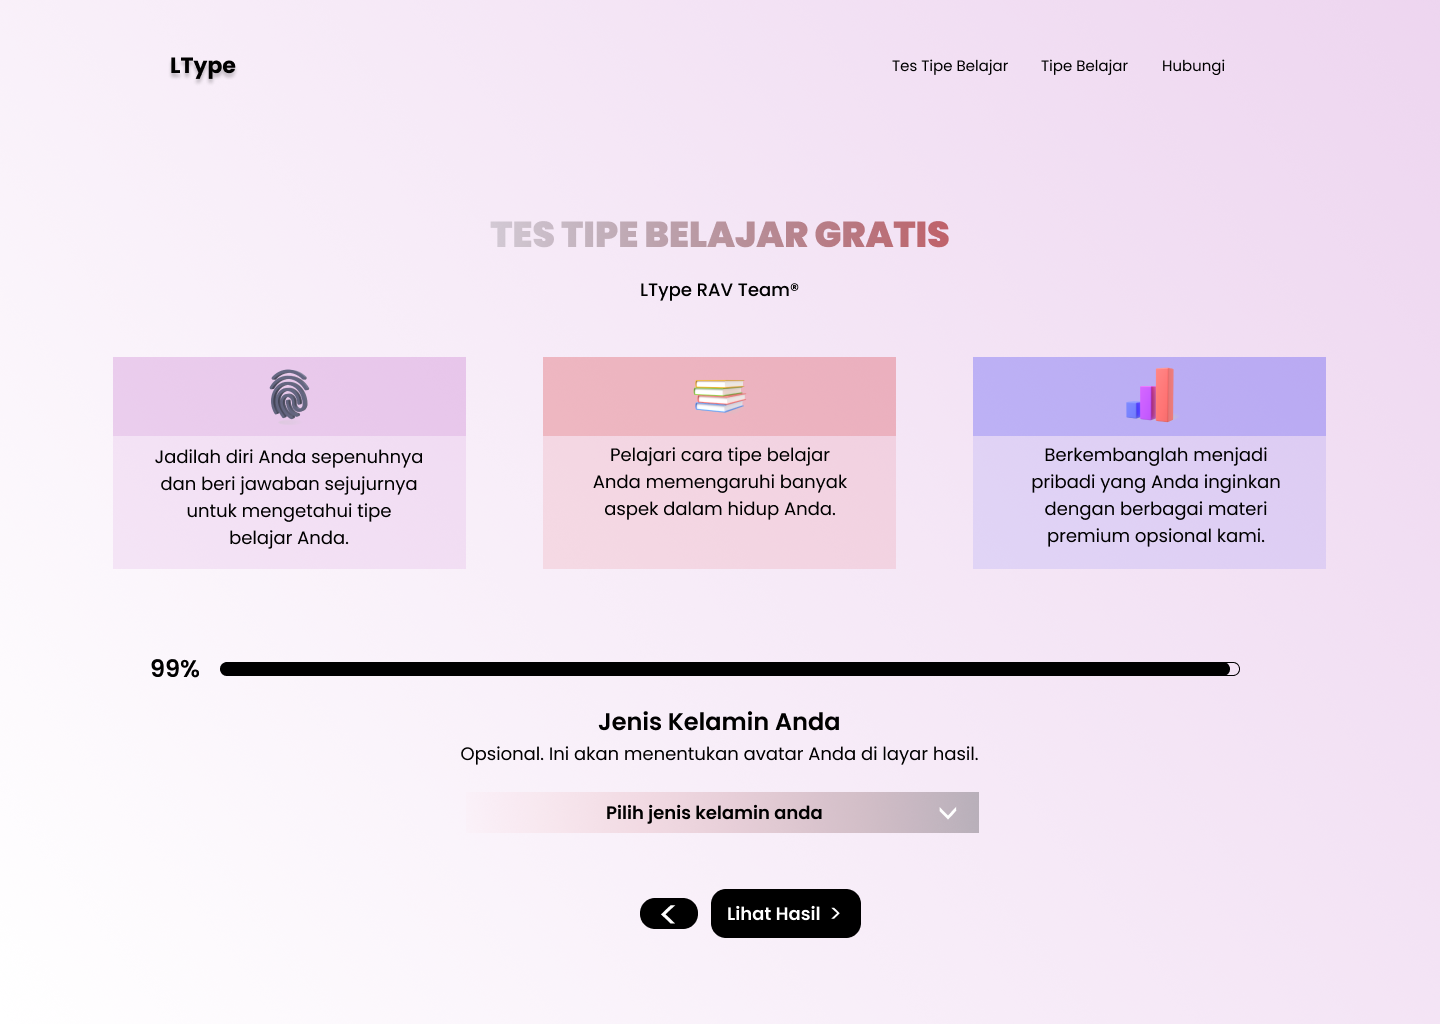 LType
Tes Tipe Belajar
Tipe Belajar
Hubungi
TES TIPE BELAJAR GRATIS
LType RAV Team®
Jadilah diri Anda sepenuhnya
dan beri jawaban sejujurnya
untuk mengetahui tipe
belajar Anda.
Pelajari cara tipe belajar
Anda memengaruhi banyak
aspek dalam hidup Anda.
Berkembanglah menjadi
pribadi yang Anda inginkan
dengan berbagai materi
premium opsional kami.
99%
Jenis Kelamin Anda
Opsional. Ini akan menentukan avatar Anda di layar hasil.
Pilih jenis kelamin anda
Lihat Hasil